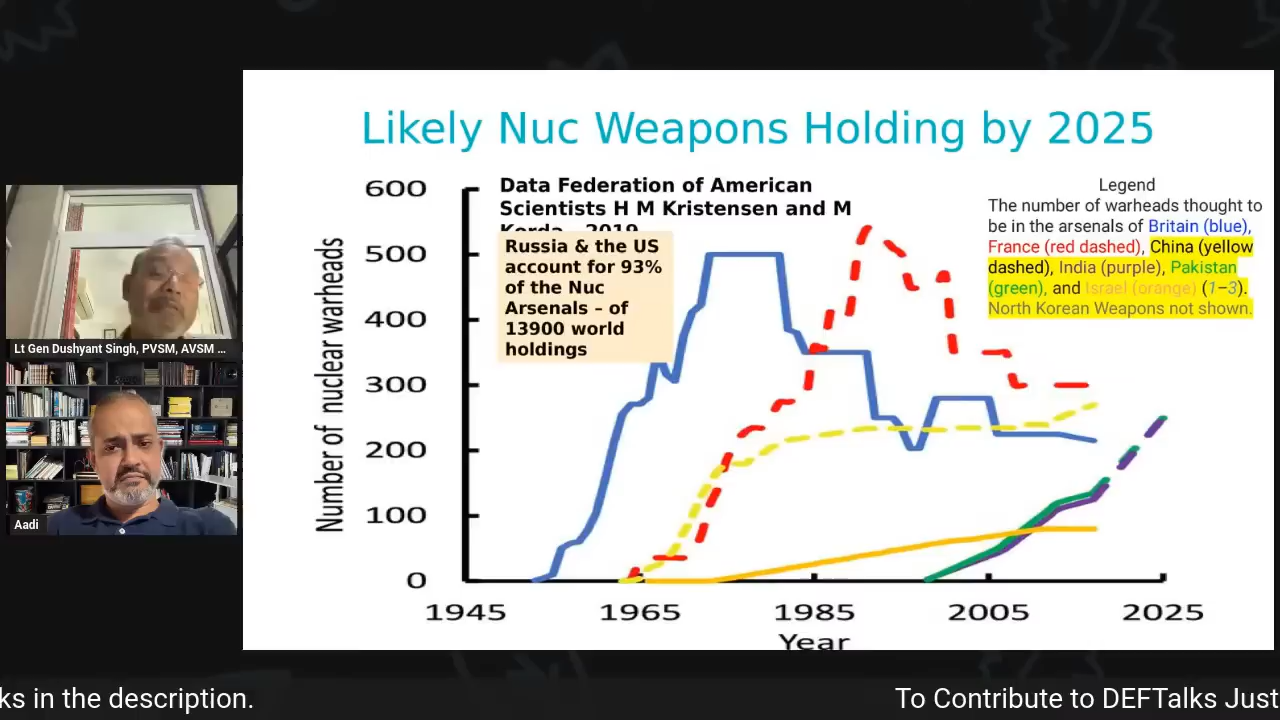 Likely Nuc Weapons Holding by 2025
Data Federation of American
Scientists H M Kristensen and M
Korda - 2019
Russia & the US
account for 93%
of the Nuc
Arsenals – of
13900 world
holdings
Legend
The number of warheads thought to
be in the arsenals of Britain (blue),
France (red dashed), China (yellow
dashed), India (purple), Pakistan
(green), and Israel (orange) (1–3).
North Korean Weapons not shown.
Number of nuclear warheads
600
500
400
300
200
100
0
1945
1965
1985
2005
2025
Year
Lt Gen Dushyant Singh, PVSM, AVSM ...
Aadi
ks in the description.
To Contribute to DEFTalks Just